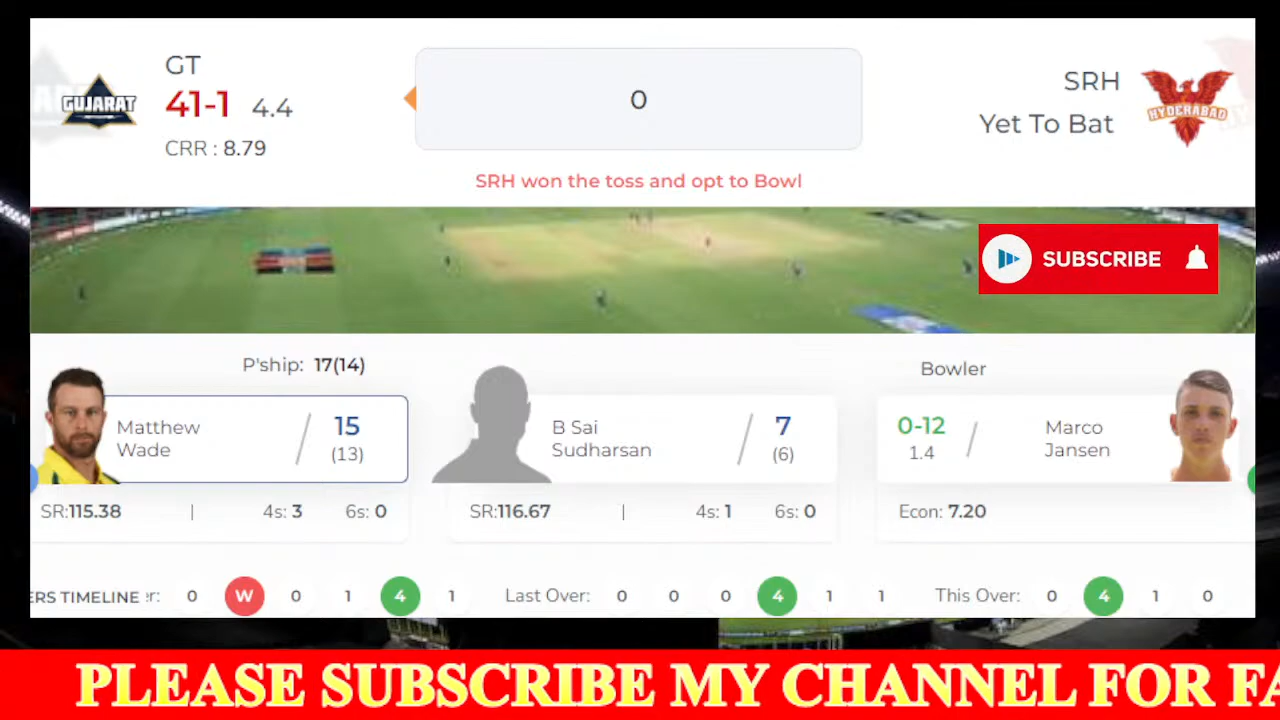 GT
41-1 4.4
CRR : 8.79
GUJARAT
0
SRH
Yet To Bat
HYDERABAD
SRH won the toss and opt to Bowl
SUBSCRIBE
P'ship: 17(14)
Bowler
Matthew Wade / 15 (13)
B Sai Sudharsan / 7 (6)
0-12 1.4 / Marco Jansen
SR:115.38 | 4s: 3 6s: 0
SR:116.67 | 4s: 1 6s: 0
Econ: 7.20
ERS TIMELINE er: 0 W 0 1 4 1 Last Over: 0 0 0 4 1 1 This Over: 0 4 1 0
PLEASE SUBSCRIBE MY CHANNEL FOR FA